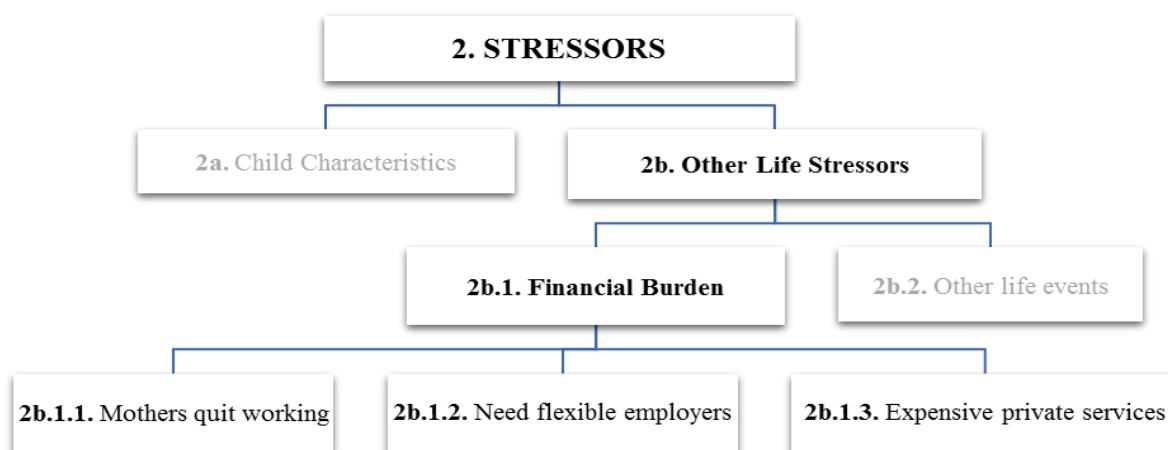 2. STRESSORS
2a. Child Characteristics
2b. Other Life Stressors
2b.1. Financial Burden
2b.2. Other life events
2b.1.1. Mothers quit working
2b.1.2. Need flexible employers
2b.1.3. Expensive private services